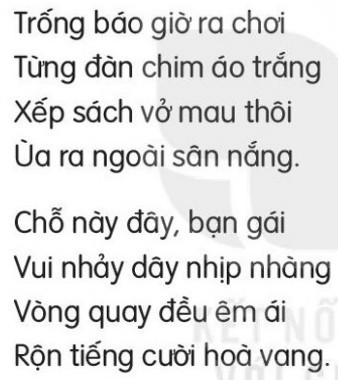 Trống báo giờ ra chơi
Từng đàn chim áo trắng
Xếp sách vở mau thôi
Ùa ra ngoài sân nắng.
Chỗ này đây, bạn gái
Vui nhảy dây nhịp nhàng
Vòng quay đều êm ái
Rộn tiếng cười hoà vang.
KẾT NỐ